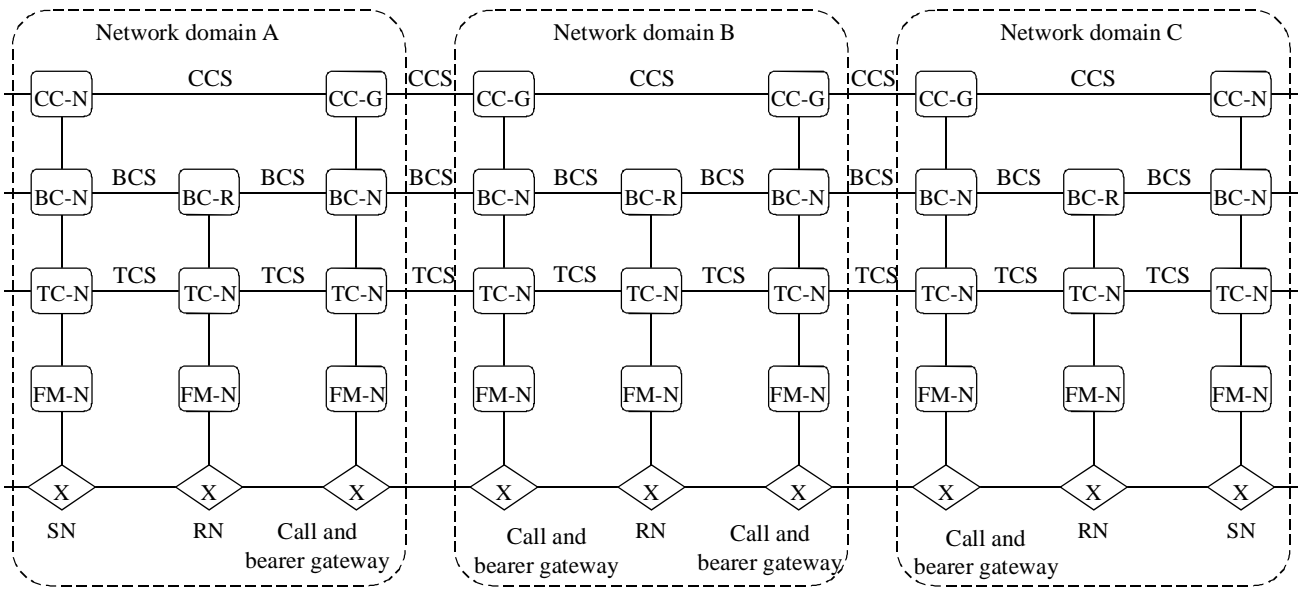 Network domain A
Network domain B
Network domain C
CCS CCS CCS CCS CCS
CC-N CC-G CC-G CC-G CC-G CC-N
BCS BCS BCS BCS BCS BCS BCS BCS
BC-N BC-R BC-N BC-N BC-R BC-N BC-N BC-R BC-N
TCS TCS TCS TCS TCS TCS TCS TCS
TC-N TC-N TC-N TC-N TC-N TC-N TC-N TC-N TC-N
FM-N FM-N FM-N FM-N FM-N FM-N FM-N FM-N FM-N
X X X X X X X X X
SN
RN
Call and
bearer gateway
Call and
bearer gateway
RN
Call and
bearer gateway
Call and
bearer gateway
RN
SN